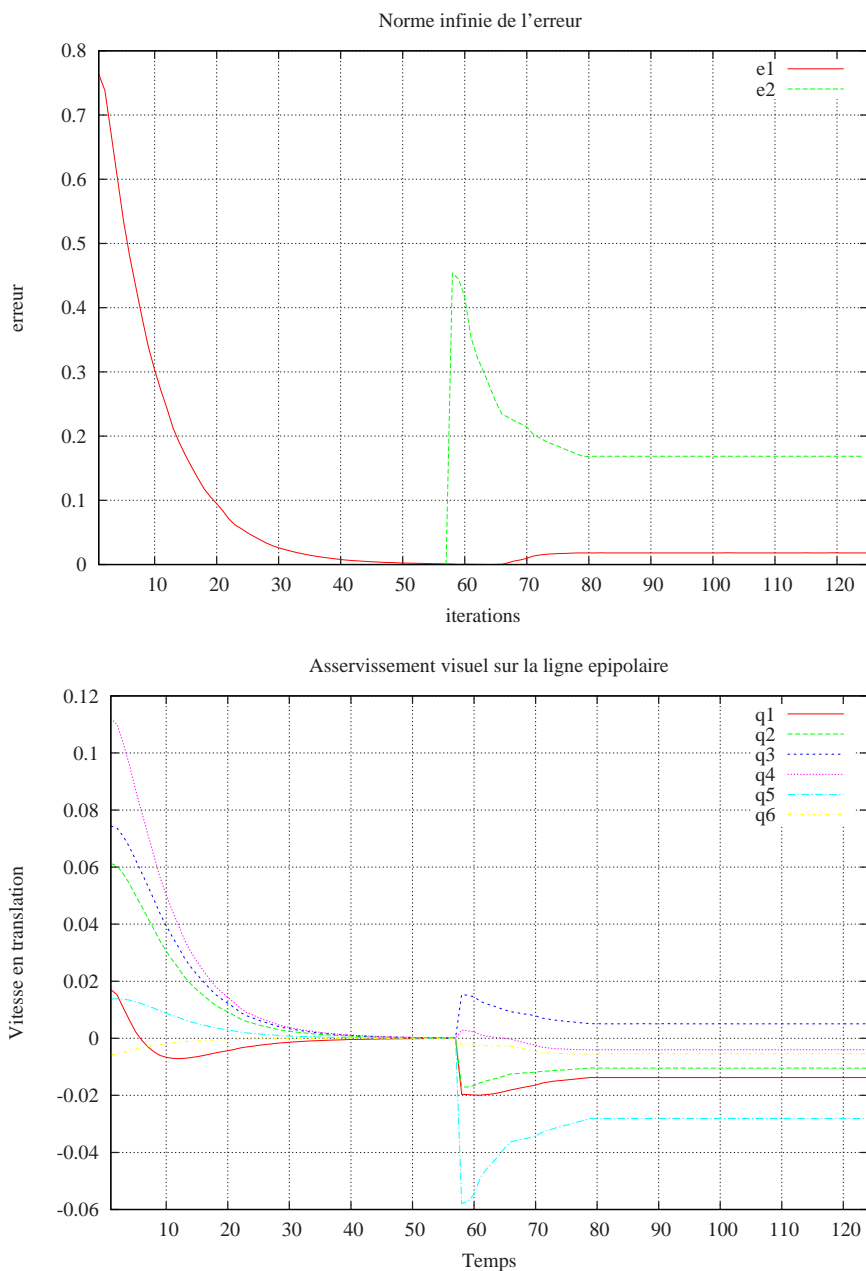 Norme infinie de l'erreur
0.8
0.7
0.6
0.5
0.4
0.3
0.2
0.1
0
erreur
e1
e2
10 20 30 40 50 60 70 80 90 100 110 120
iterations
Asservissement visuel sur la ligne epipolaire
0.12
0.1
0.08
0.06
0.04
0.02
0
-0.02
-0.04
-0.06
Vitesse en translation
q1
q2
q3
q4
q5
q6
10 20 30 40 50 60 70 80 90 100 110 120
Temps